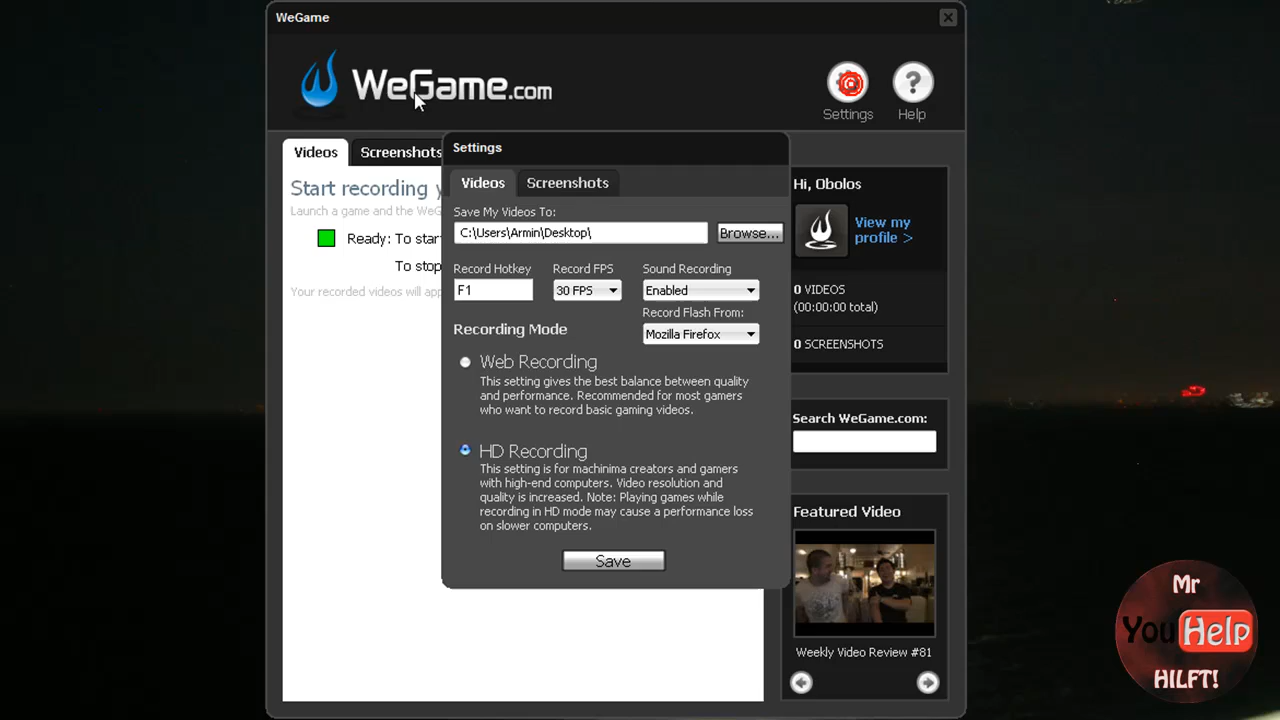 WeGame
WeGame.com
Settings
Help
Videos
Screenshots
Start recording y
Launch a game and the WeG
Ready: To star
To stop
Your recorded videos will app
Settings
Videos
Screenshots
Save My Videos To:
C:\Users\Armin\Desktop\
Browse...
Record Hotkey
Record FPS
Sound Recording
F1
30 FPS
Enabled
Record Flash From:
Mozilla Firefox
Recording Mode
Web Recording
This setting gives the best balance between quality
and performance. Recommended for most gamers
who want to record basic gaming videos.
HD Recording
This setting is for machinima creators and gamers
with high-end computers. Video resolution and
quality is increased. Note: Playing games while
recording in HD mode may cause a performance loss
on slower computers.
Save
Hi, Obolos
View my
profile >
0 VIDEOS
(00:00:00 total)
0 SCREENSHOTS
Search WeGame.com:
Featured Video
Weekly Video Review #81
Mr
YouHelp
HILFT!